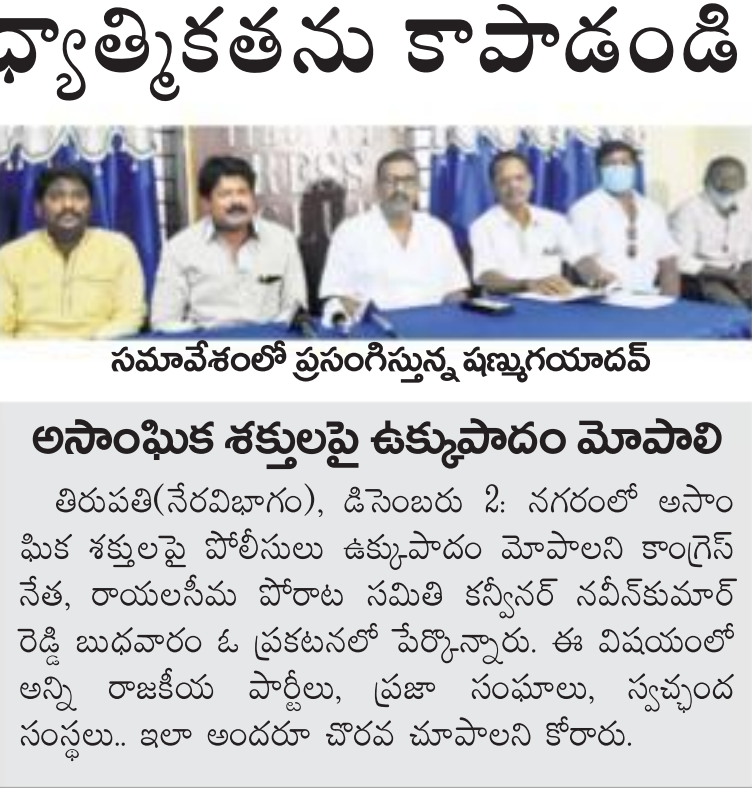 ధ్యాత్మికతను కాపాడండి
సమావేశంలో ప్రసంగిస్తున్న షణ్ముగయాదవ్
అసాంఘిక శక్తులపై ఉక్కుపాదం మోపాలి
తిరుపతి(నేరవిభాగం), డిసెంబరు 2: నగరంలో అసాం
ఘిక శక్తులపై పోలీసులు ఉక్కుపాదం మోపాలని కాంగ్రెస్
నేత, రాయలసీమ పోరాట సమితి కన్వీనర్ నవీన్‌కుమార్
రెడ్డి బుధవారం ఓ ప్రకటనలో పేర్కొన్నారు. ఈ విషయంలో
అన్ని రాజకీయ పార్టీలు, ప్రజా సంఘాలు, స్వచ్ఛంద
సంస్థలు.. ఇలా అందరూ చొరవ చూపాలని కోరారు.